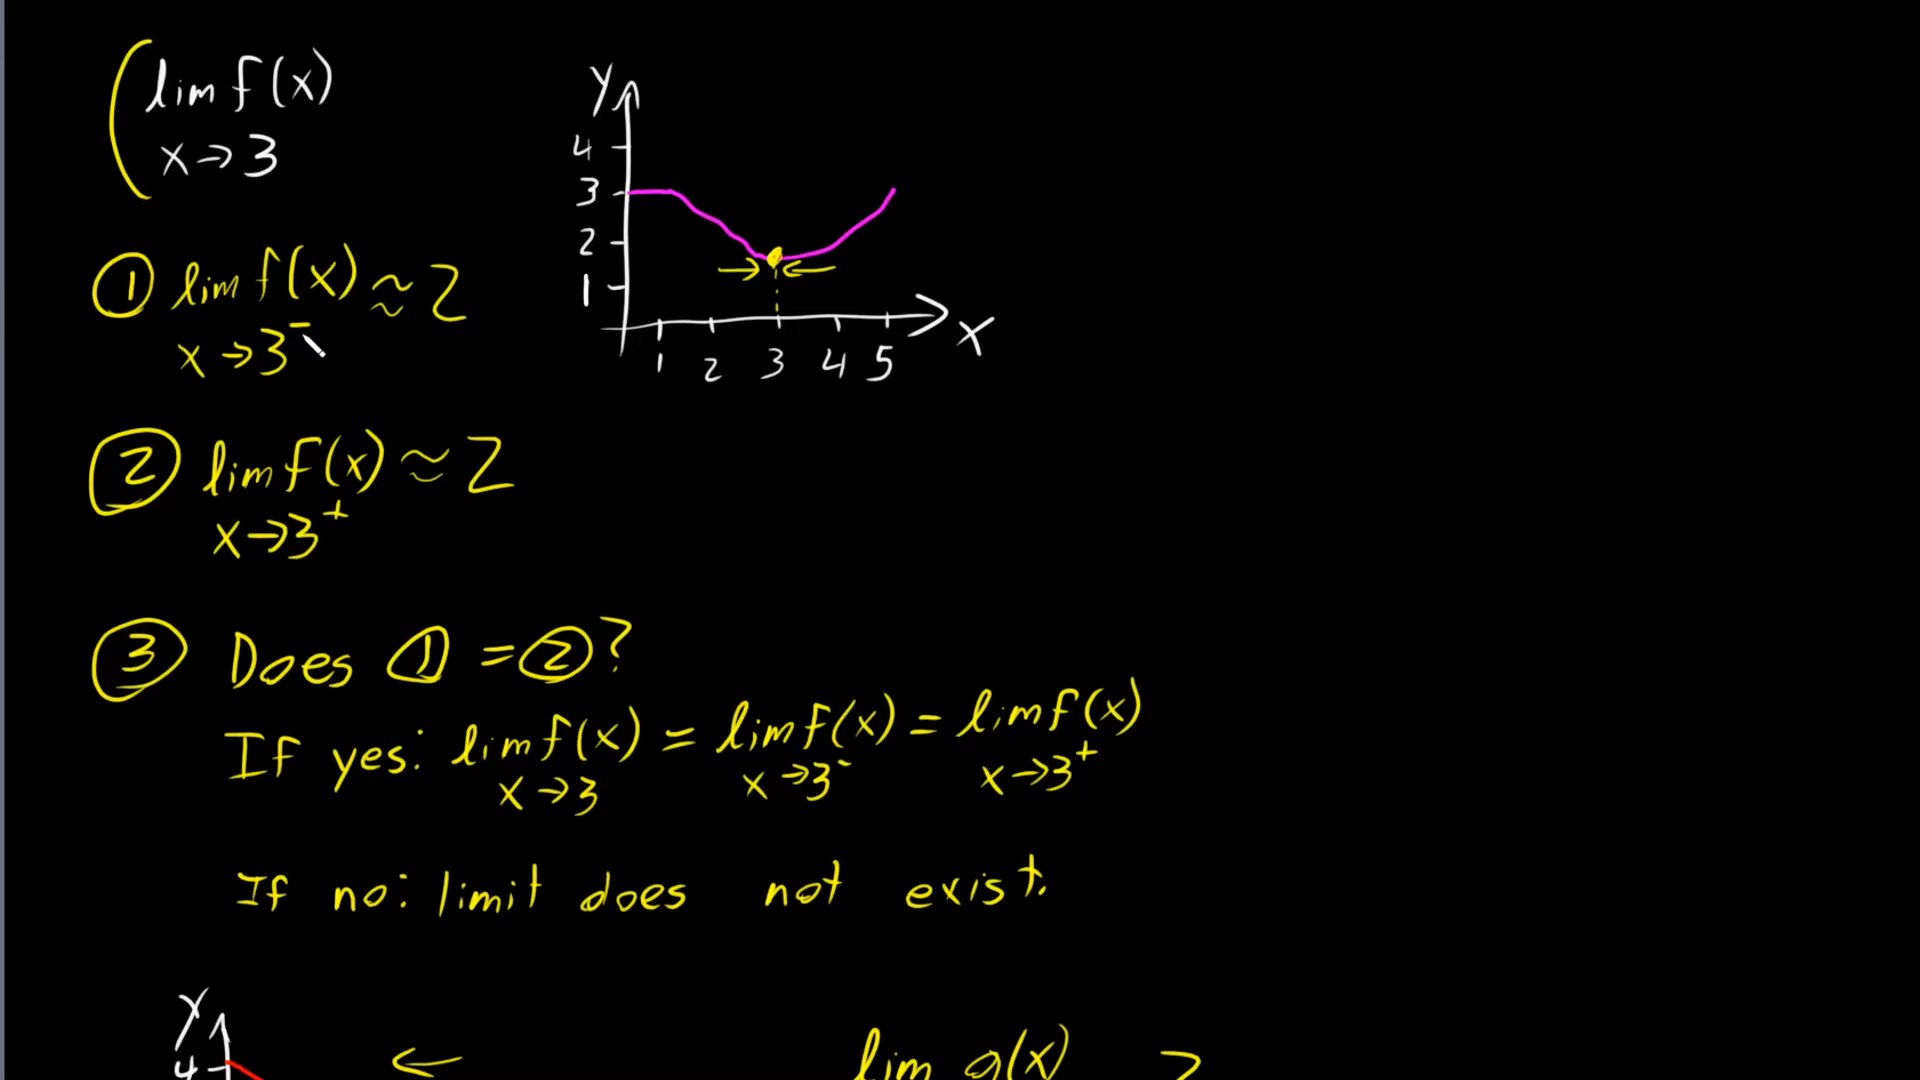 lim f(x)
x→3
y
4
3
2
1
1 2 3 4 5
x
① lim f(x) ≈ 2
x→3⁻
② lim f(x) ≈ 2
x→3⁺
③ Does ① = ②?
If yes: lim f(x) = lim f(x) = lim f(x)
x→3 x→3⁻ x→3⁺
If no: limit does not exist.
y
4
lim g(x)